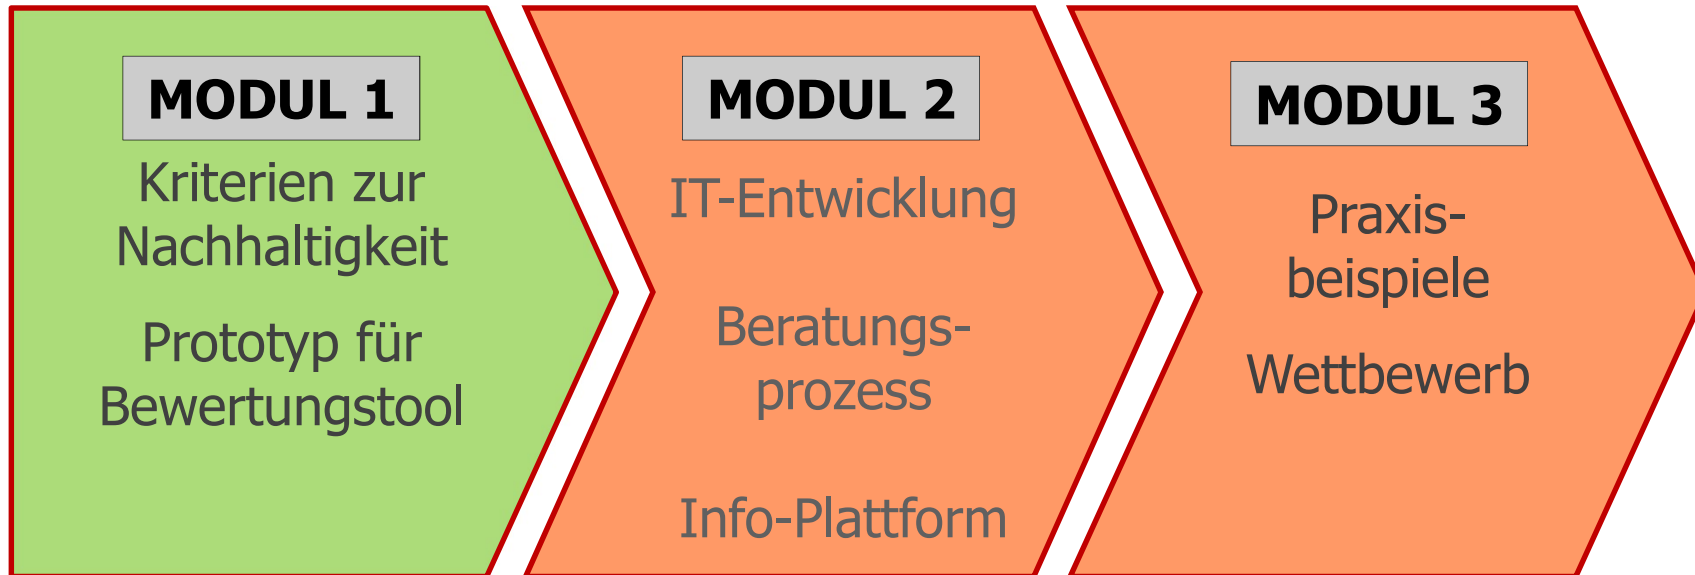 MODUL 1
Kriterien zur
Nachhaltigkeit
Prototyp für
Bewertungstool
MODUL 2
IT-Entwicklung
Beratungs-
prozess
Info-Plattform
MODUL 3
Praxis-
beispiele
Wettbewerb